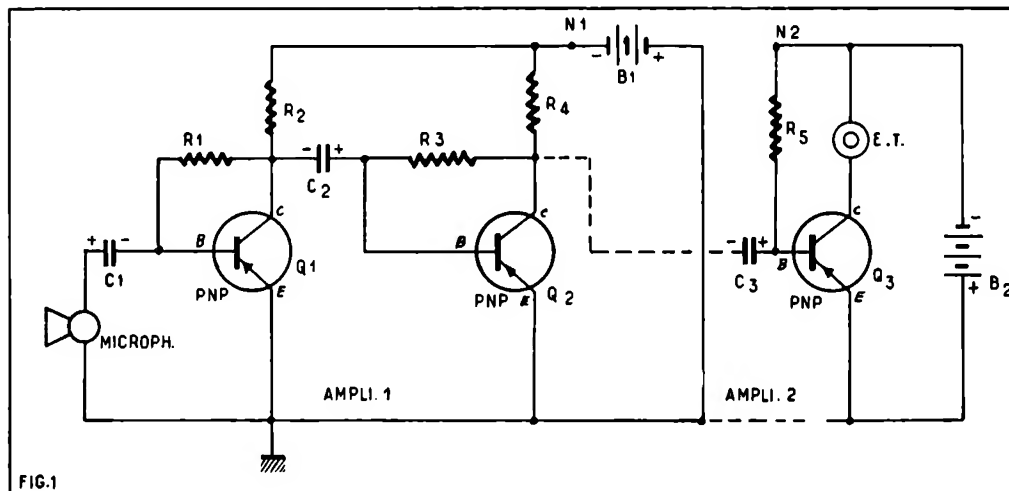 N1
N2
- +
B1
R2
R4
R5
E.T.
R1
- +
C2
R3
C
C
C
+ -
C1
B
Q1
B
Q2
- +
C3
B
Q3
-
+
B2
PNP
E
PNP
E
PNP
E
MICROPH.
AMPLI.1
AMPLI.2
FIG.1